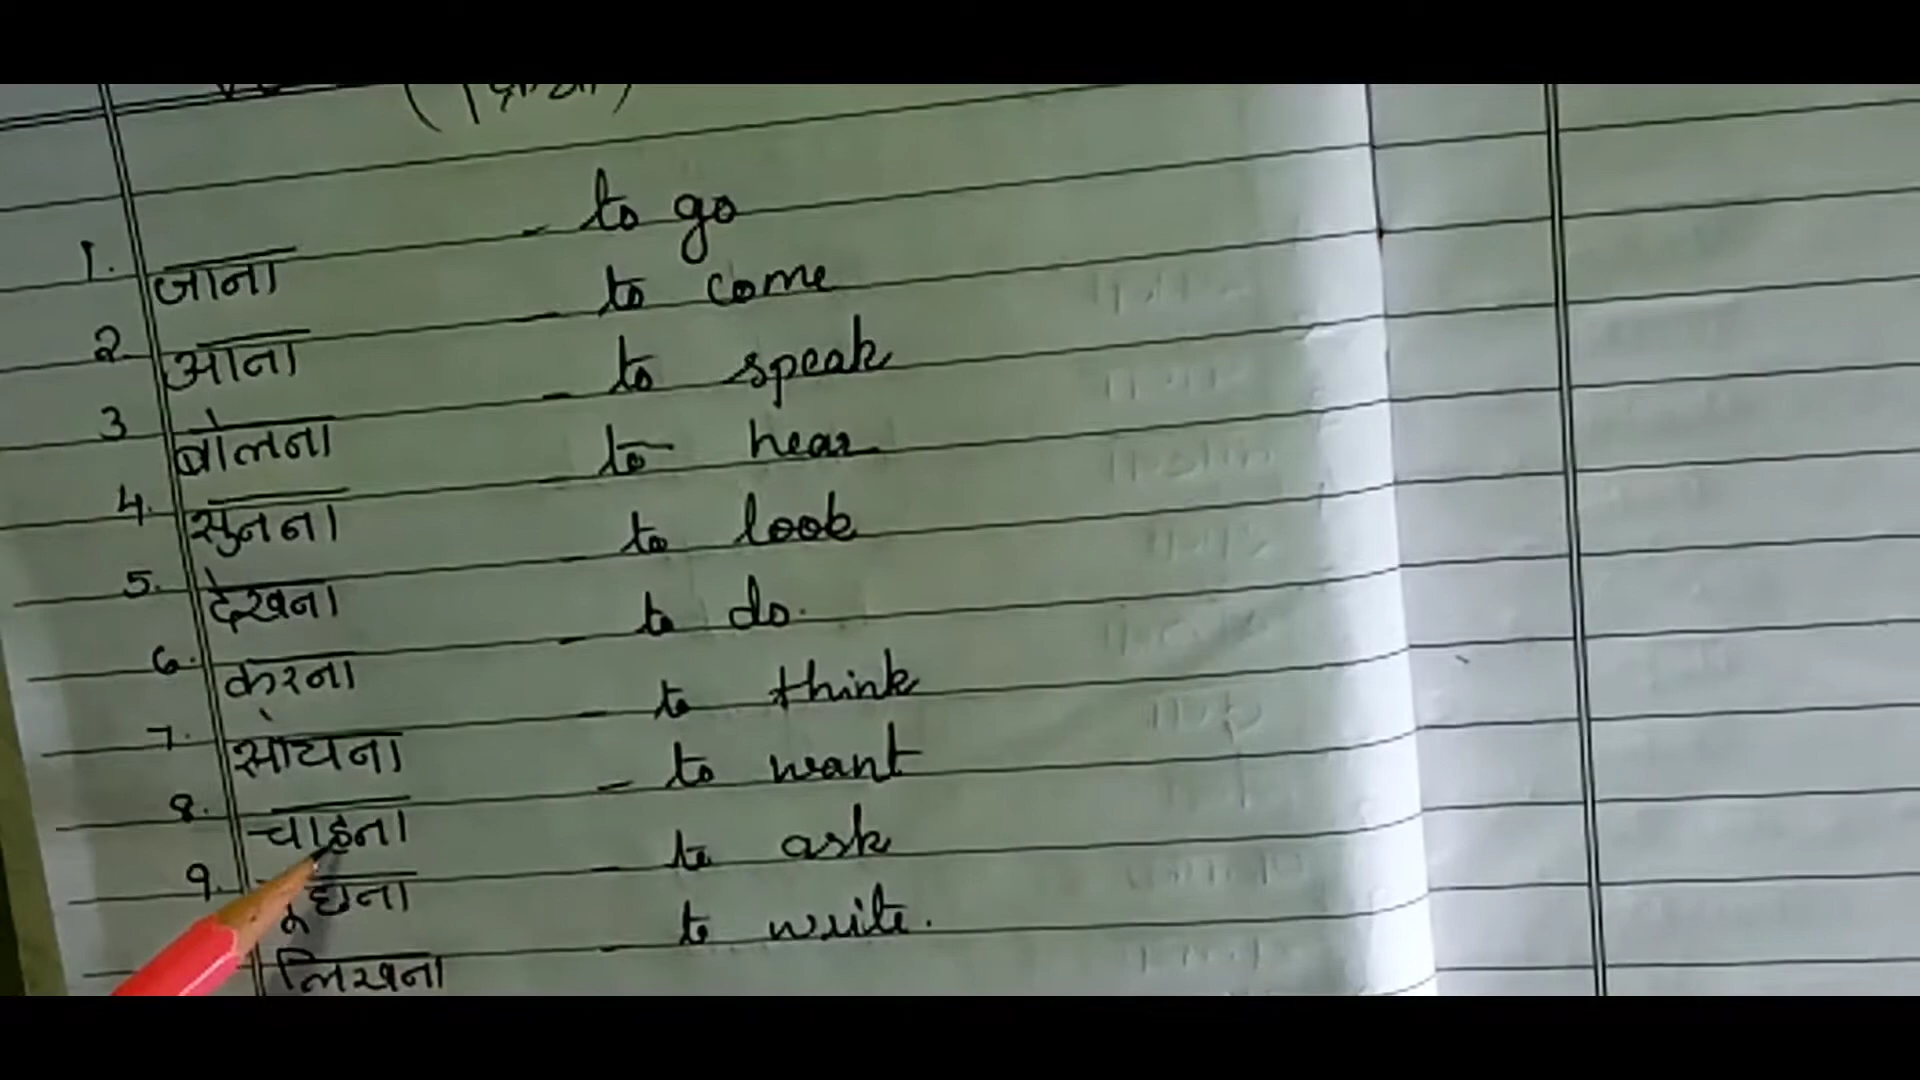 (क्रिया)
1. जाना - to go
2. आना - to come
3 बोलना - to speak
4. सुनना - to hear
5. देखना - to look
6. करना - to do.
7. सोचना - to think
8. चाहना - to want
9. पूछना - to ask
लिखना - to write.